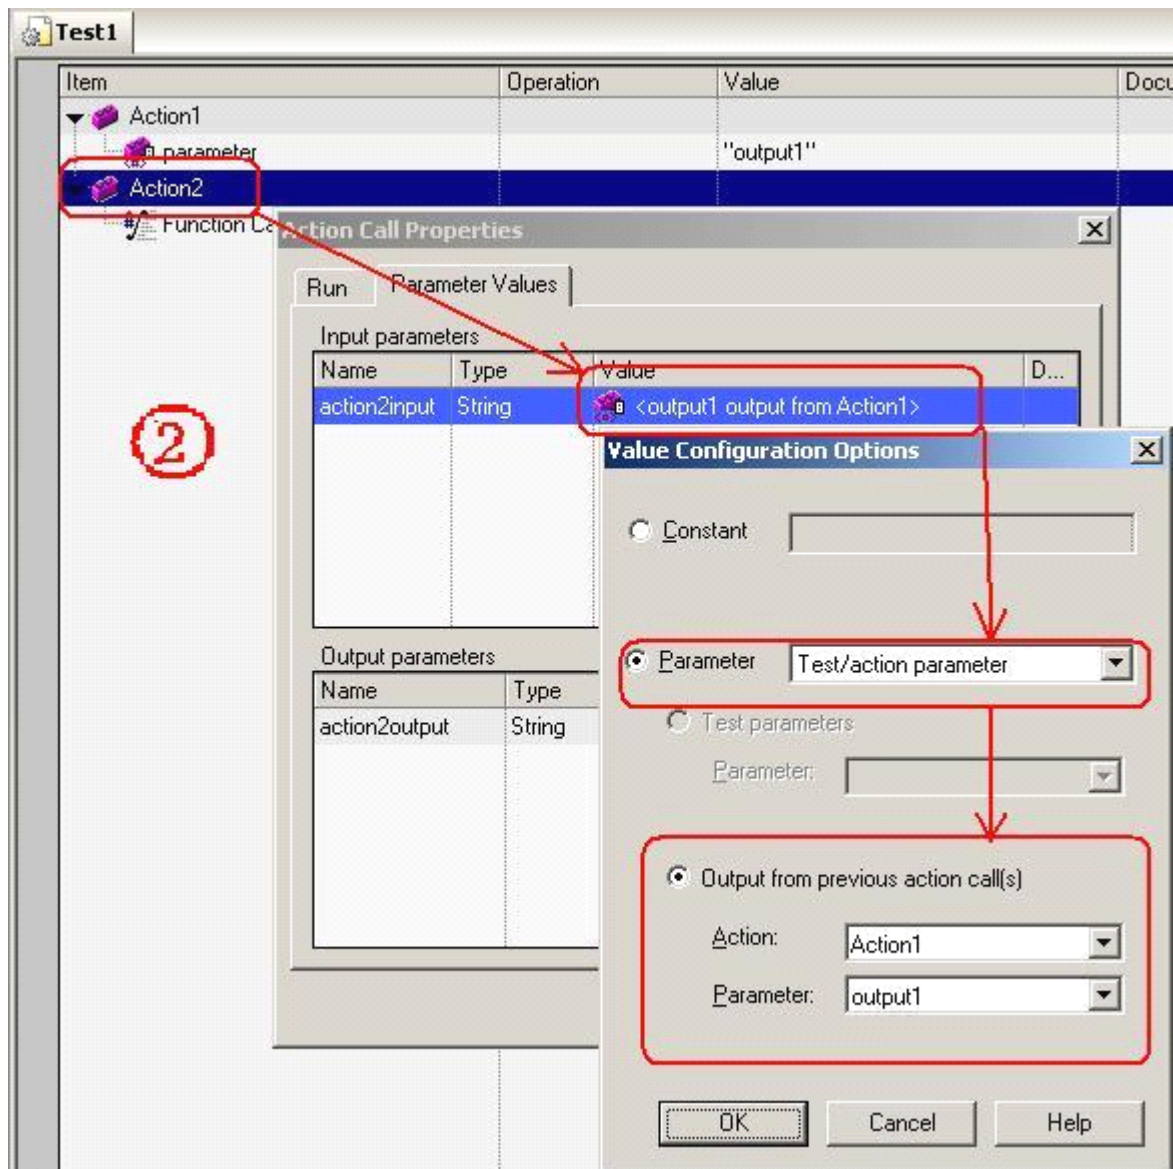 Test1
Item Operation Value Docu
Action1
parameter "output1"
Action2
Function Ca
Action Call Properties
Run Parameter Values
Input parameters
Name Type Value D...
action2input String <output1 output from Action1>
②
Value Configuration Options
Constant
Output parameters
Parameter Test/action parameter
Name Type
action2output String
Test parameters
Parameter:
Output from previous action call(s)
Action: Action1
Parameter: output1
OK Cancel Help